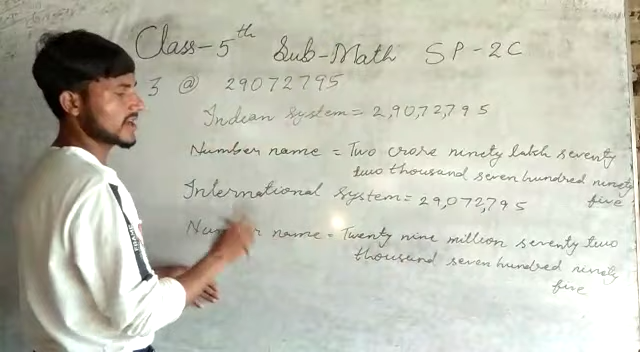 Class-5th Sub-Math SP-2C
3 @ 29072795
Indian System = 2,90,72,795
Number name = Two crore ninety lakh seventy
two thousand seven hundred ninety
five
International System = 29,072,795
Number name = Twenty nine million seventy two
thousand seven hundred ninety
five